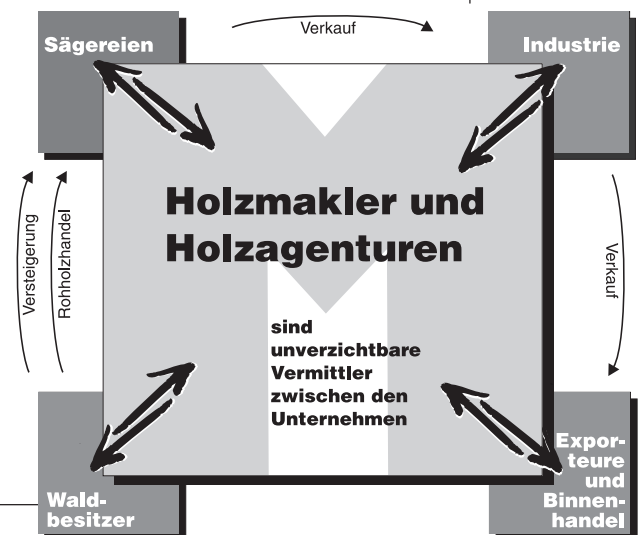 Verkauf
Sägereien
Industrie
Holzmakler und
Holzagenturen
Versteigerung
Rohholzhandel
Verkauf
sind
unverzichtbare
Vermittler
zwischen den
Unternehmen
Wald-
besitzer
Expor-
teure
und
Binnen-
handel